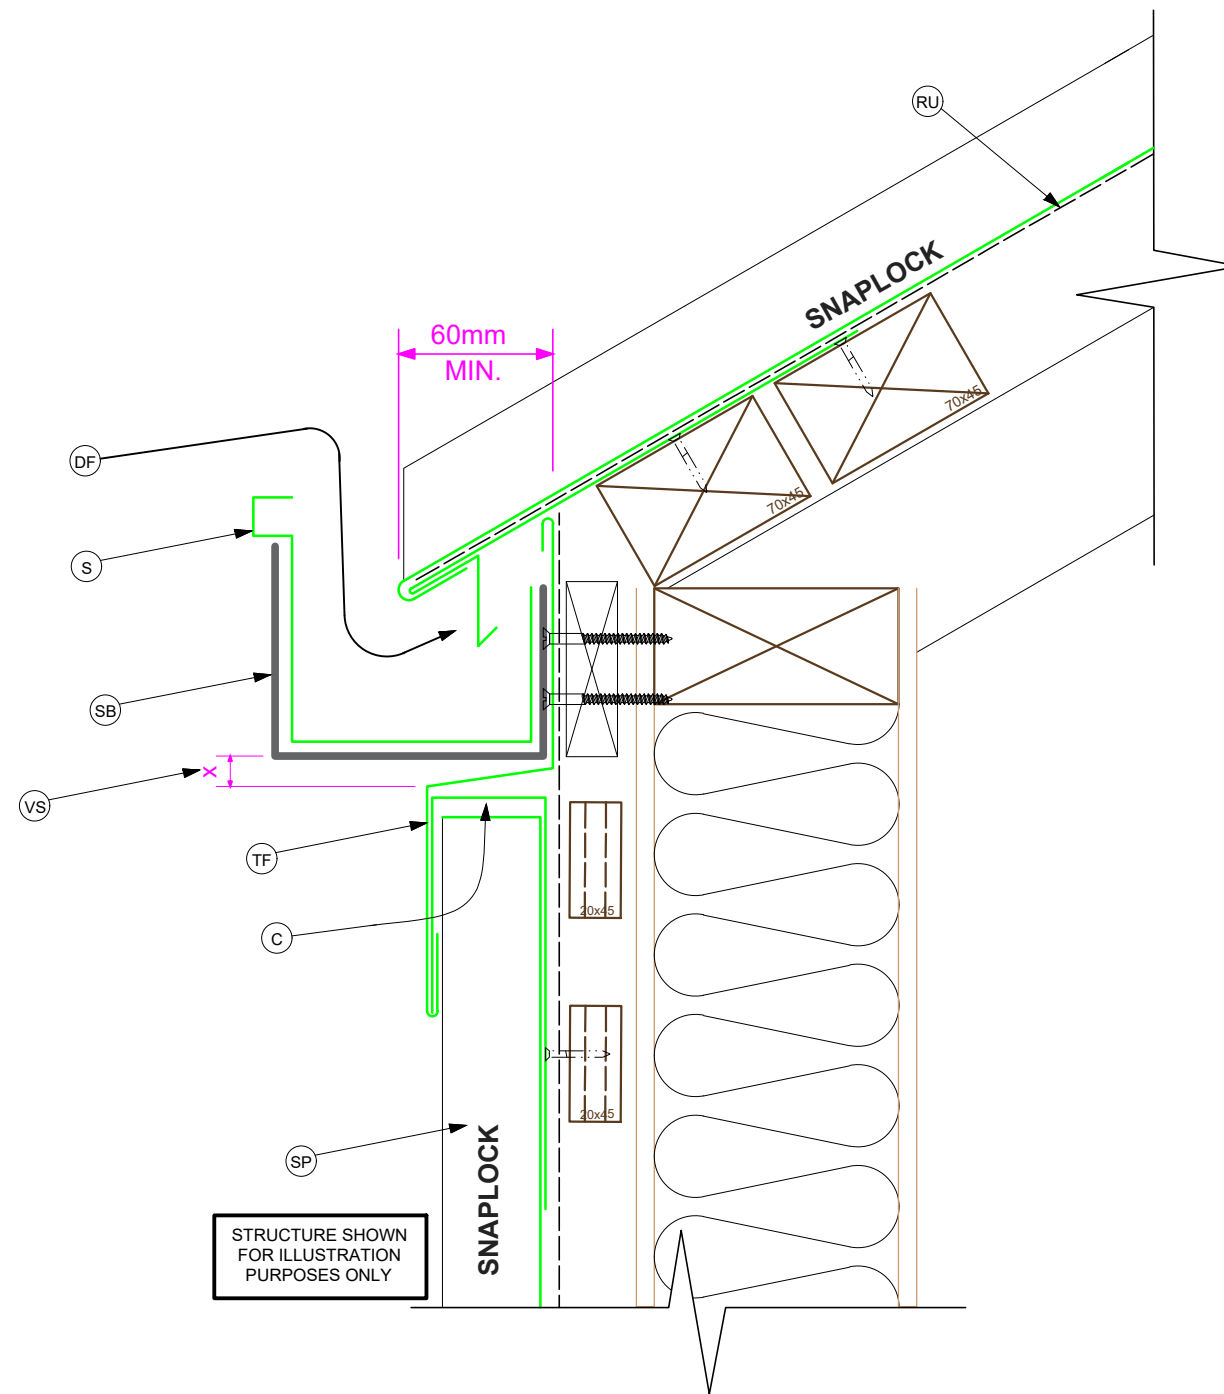 RU
SNAPLOCK
60mm
MIN.
70x45
DF
70x45
S
SB
X
VS
TF
20x45
C
20x45
SP
SNAPLOCK
STRUCTURE SHOWN
FOR ILLUSTRATION
PURPOSES ONLY